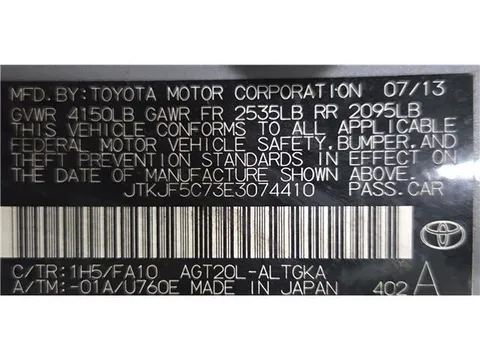 MFD.BY:TOYOTA MOTOR CORPORATION 07/13
GVWR 4150LB GAWR FR 2535LB RR 2095LB
THIS VEHICLE CONFORMS TO ALL APPLICABLE
FEDERAL MOTOR VEHICLE SAFETY,BUMPER,AND
THEFT PREVENTION STANDARDS IN EFFECT ON
THE DATE OF MANUFACTURE SHOWN ABOVE.
JTKJF5C73E3074410 PASS.CAR
C/TR:1H5/FA10 AGT20L-ALTGKA
A/TM:-01A/U760E MADE IN JAPAN 402 A